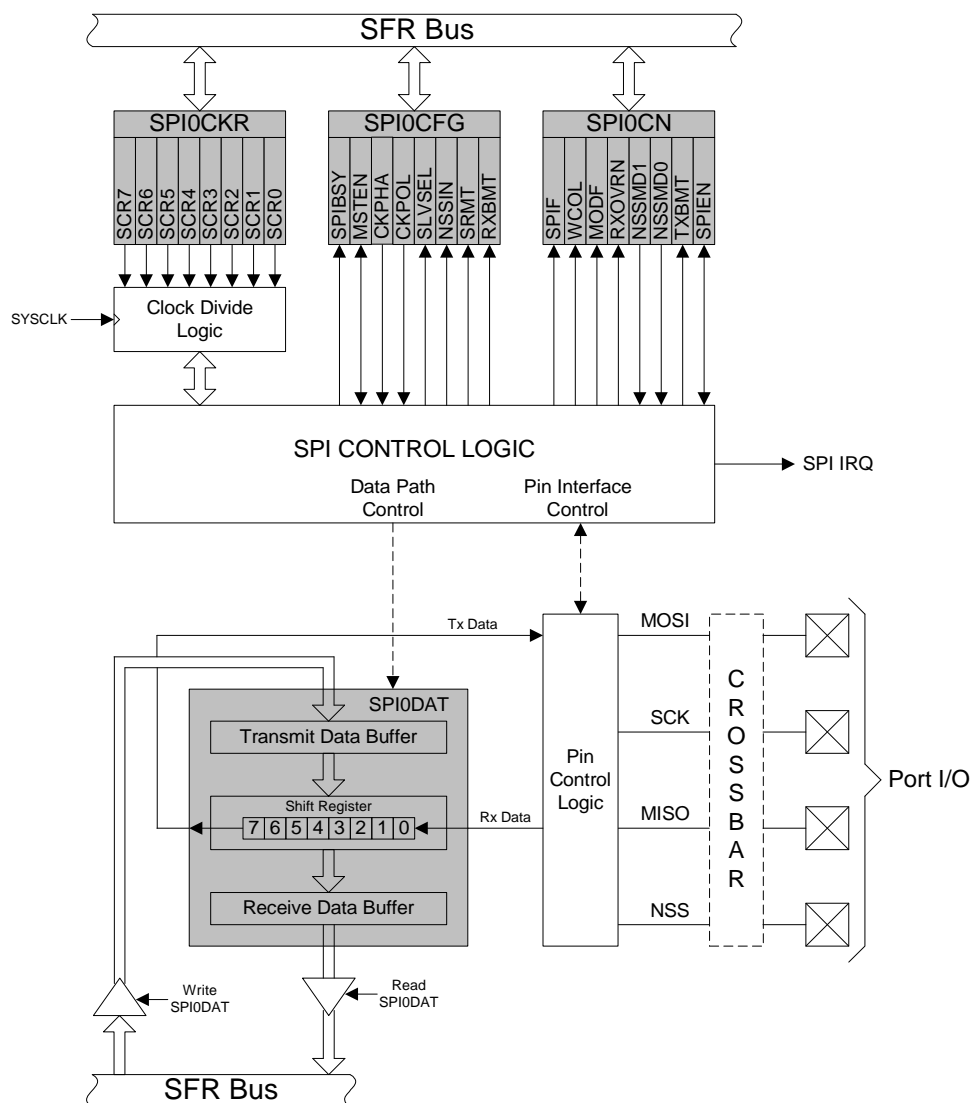 SFR Bus
SPI0CKR
SPI0CFG
SPI0CN
SCR7
SCR6
SCR5
SCR4
SCR3
SCR2
SCR1
SCR0
SPIBSY
MSTEN
CKPHA
CKPOL
SLVSEL
NSSIN
SRMT
RXBMT
SPIF
WCOL
MODF
RXOVRN
NSSMD1
NSSMD0
TXBMT
SPIEN
SYSCLK
Clock Divide
Logic
SPI CONTROL LOGIC
SPI IRQ
Data Path
Control
Pin Interface
Control
Tx Data
MOSI
SPI0DAT
Transmit Data Buffer
SCK
Shift Register
7 6 5 4 3 2 1 0
Rx Data
Pin
Control
Logic
MISO
Receive Data Buffer
NSS
CROSSBAR
Port I/O
Write
SPI0DAT
Read
SPI0DAT
SFR Bus